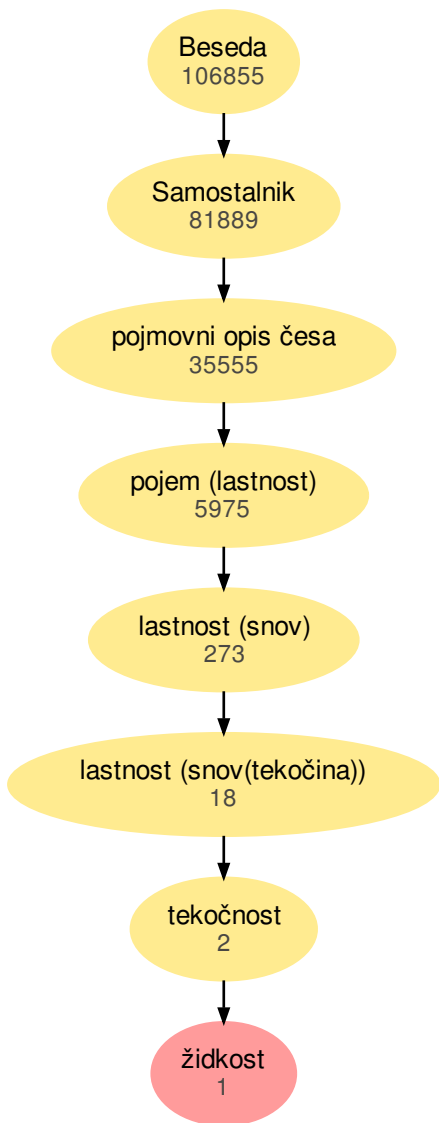 Beseda
106855
Samostalnik
81889
pojmovni opis česa
35555
pojem (lastnost)
5975
lastnost (snov)
273
lastnost (snov(tekočina))
18
tekočnost
2
židkost
1